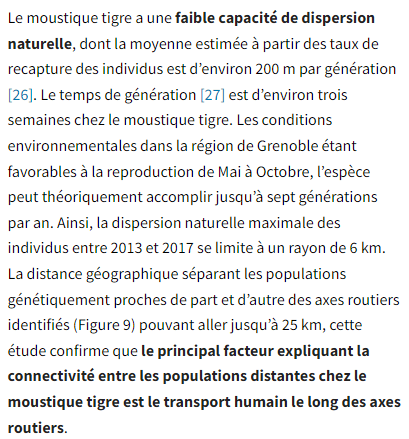 Le moustique tigre a une faible capacité de dispersion
naturelle, dont la moyenne estimée à partir des taux de
recapture des individus est d’environ 200 m par génération
[26]. Le temps de génération [27] est d’environ trois
semaines chez le moustique tigre. Les conditions
environnementales dans la région de Grenoble étant
favorables à la reproduction de Mai à Octobre, l’espèce
peut théoriquement accomplir jusqu’à sept générations
par an. Ainsi, la dispersion naturelle maximale des
individus entre 2013 et 2017 se limite à un rayon de 6 km.
La distance géographique séparant les populations
génétiquement proches de part et d’autre des axes routiers
identifiés (Figure 9) pouvant aller jusqu’à 25 km, cette
étude confirme que le principal facteur expliquant la
connectivité entre les populations distantes chez le
moustique tigre est le transport humain le long des axes
routiers.